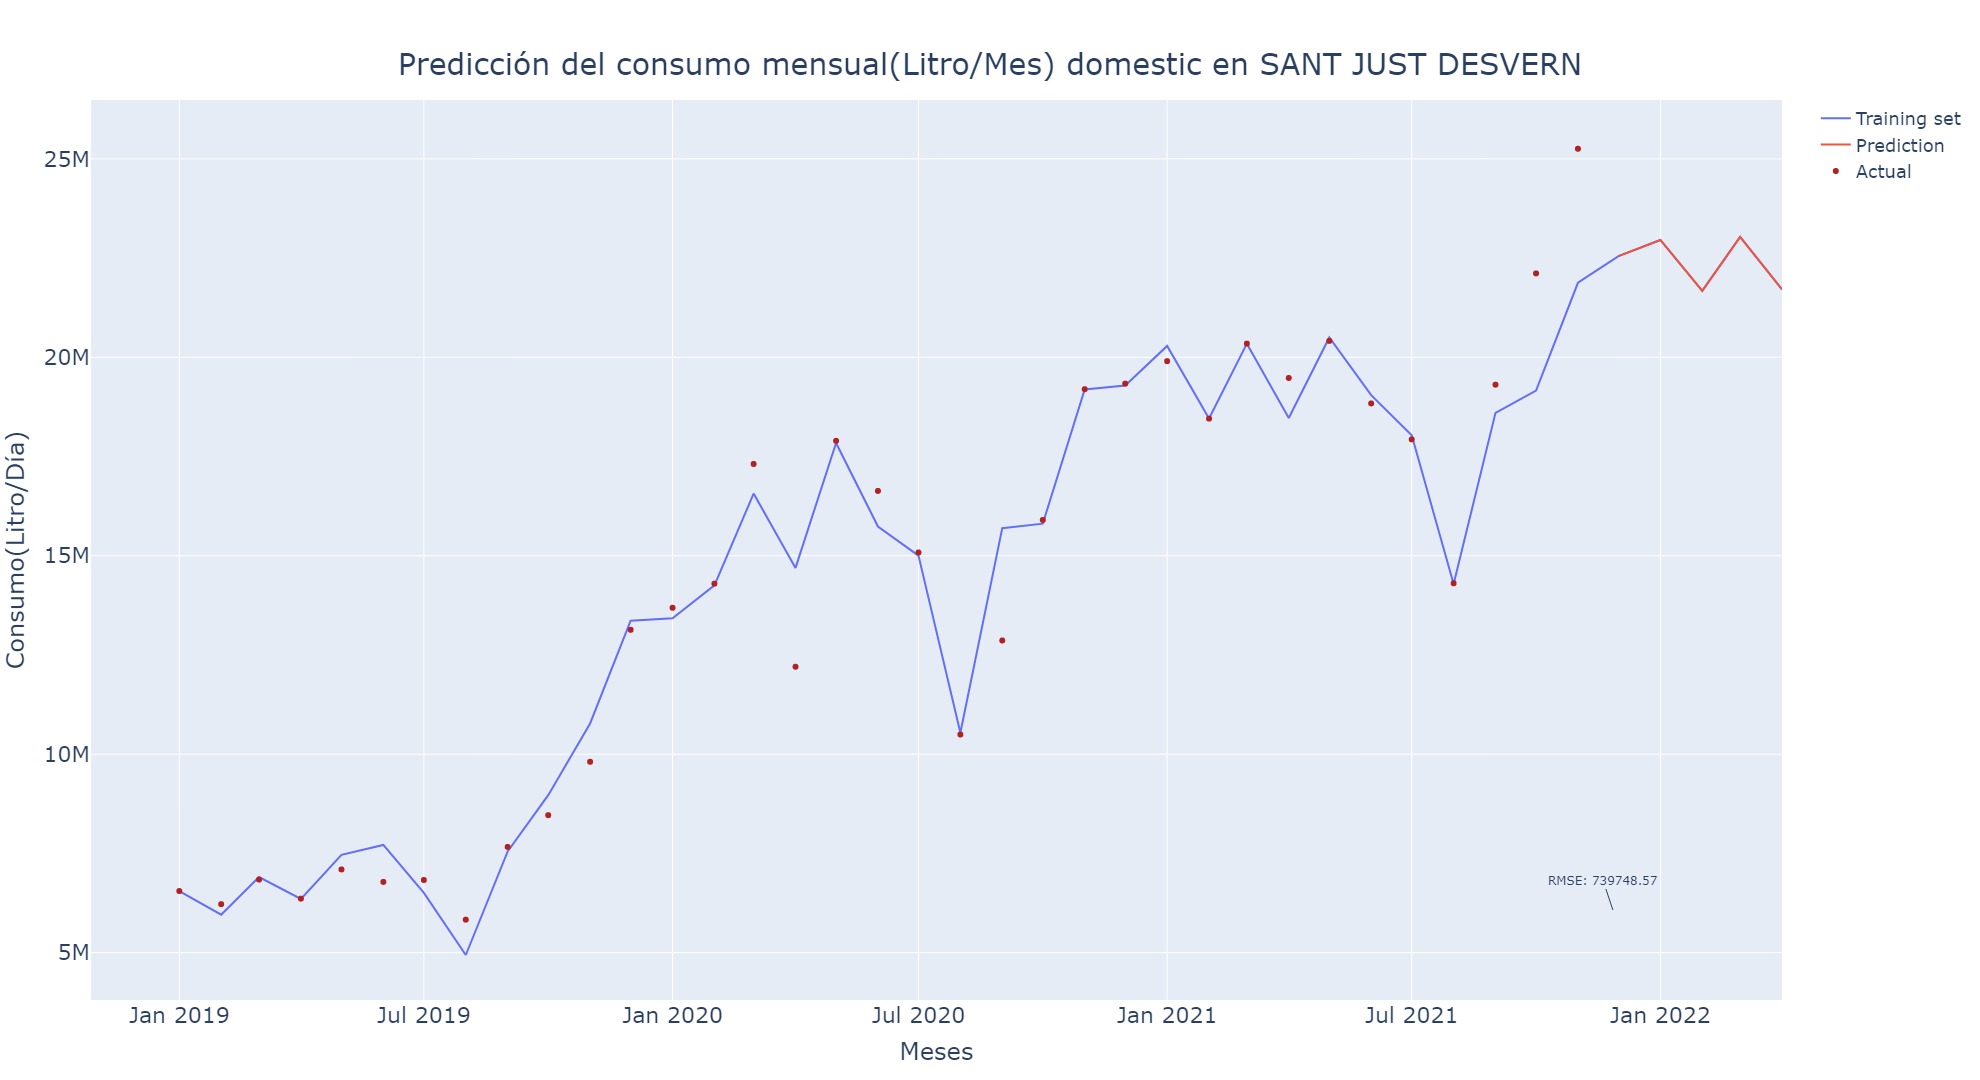 Predicción del consumo mensual(Litro/Mes) domestic en SANT JUST DESVERN
Training set
Prediction
Actual
25M
20M
15M
10M
5M
Consumo(Litro/Día)
RMSE: 739748.57
Jan 2019
Jul 2019
Jan 2020
Jul 2020
Jan 2021
Jul 2021
Jan 2022
Meses